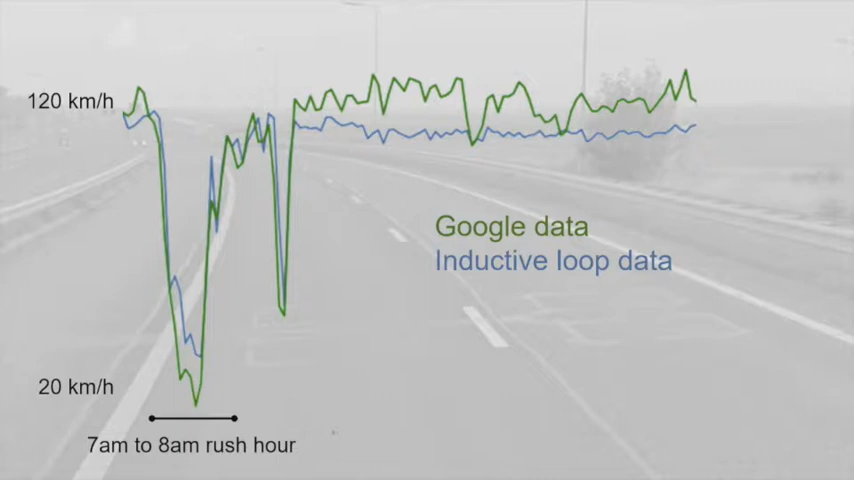 120 km/h
Google data
Inductive loop data
20 km/h
7am to 8am rush hour